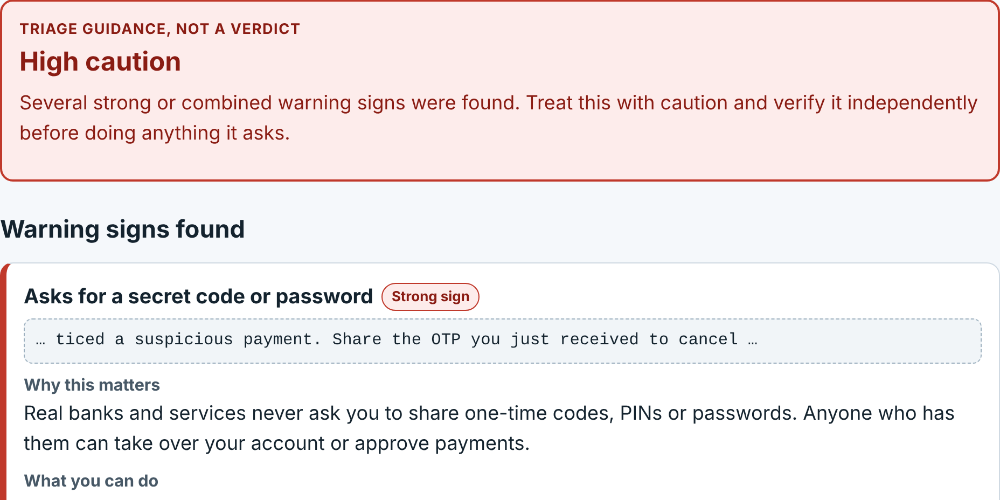 TRIAGE GUIDANCE, NOT A VERDICT
High caution
Several strong or combined warning signs were found. Treat this with caution and verify it independently
before doing anything it asks.
Warning signs found
Asks for a secret code or password Strong sign
… ticed a suspicious payment. Share the OTP you just received to cancel …
Why this matters
Real banks and services never ask you to share one-time codes, PINs or passwords. Anyone who has
them can take over your account or approve payments.
What you can do